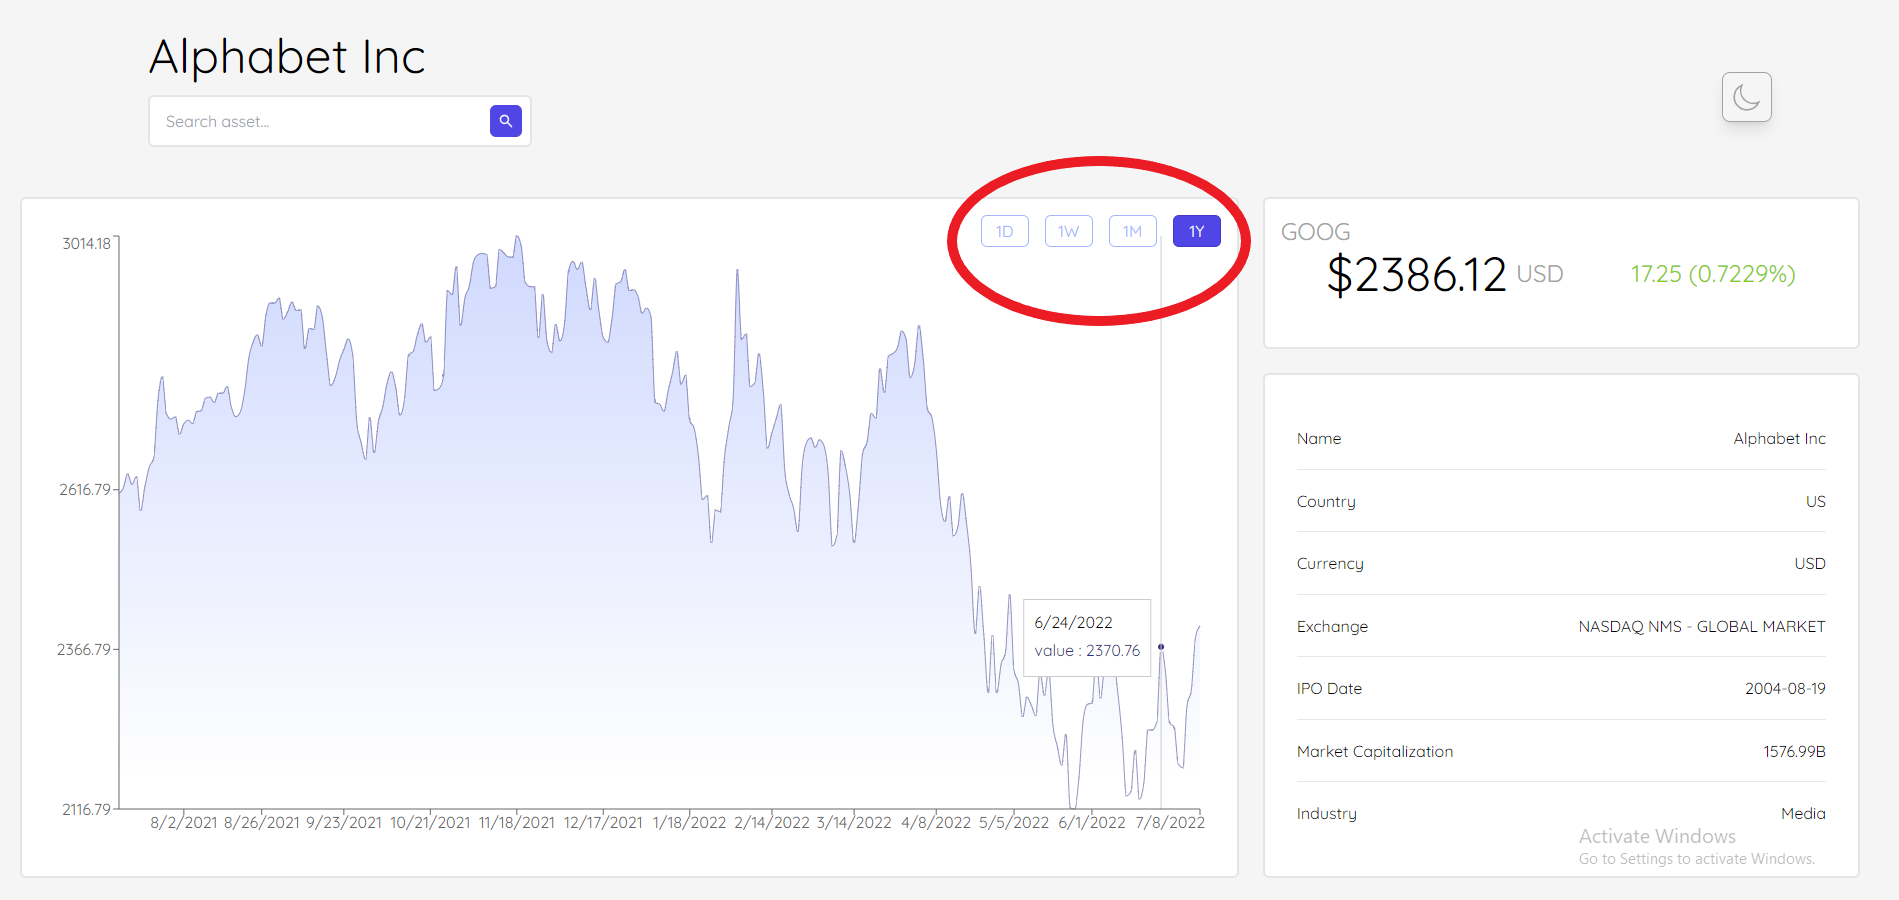 Alphabet Inc
Search asset...
1D 1W 1M 1Y
3014.18
2616.79
2366.79
2116.79
6/24/2022
value : 2370.76
8/2/2021 8/26/2021 9/23/2021 10/21/2021 11/18/2021 12/17/2021 1/18/2022 2/14/2022 3/14/2022 4/8/2022 5/5/2022 6/1/2022 7/8/2022
GOOG
$2386.12 USD 17.25 (0.7229%)
Name Alphabet Inc
Country US
Currency USD
Exchange NASDAQ NMS - GLOBAL MARKET
IPO Date 2004-08-19
Market Capitalization 1576.99B
Industry Media
Activate Windows
Go to Settings to activate Windows.